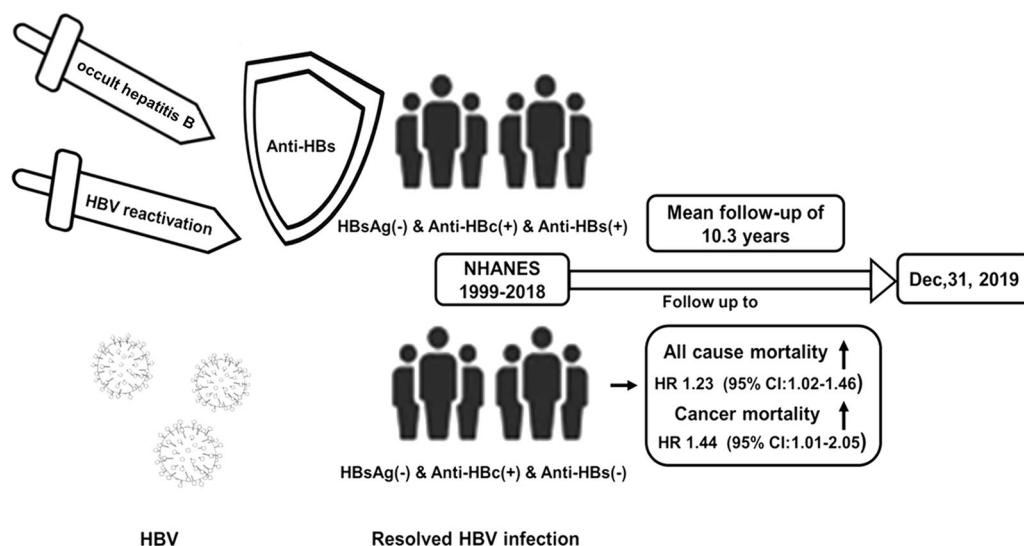 occult hepatitis B
HBV reactivation
Anti-HBs
HBsAg(-) & Anti-HBc(+) & Anti-HBs(+)
Mean follow-up of
10.3 years
NHANES
1999-2018
Follow up to
Dec,31, 2019
All cause mortality
HR 1.23 (95% CI:1.02-1.46)
Cancer mortality
HR 1.44 (95% CI:1.01-2.05)
HBsAg(-) & Anti-HBc(+) & Anti-HBs(-)
HBV
Resolved HBV infection